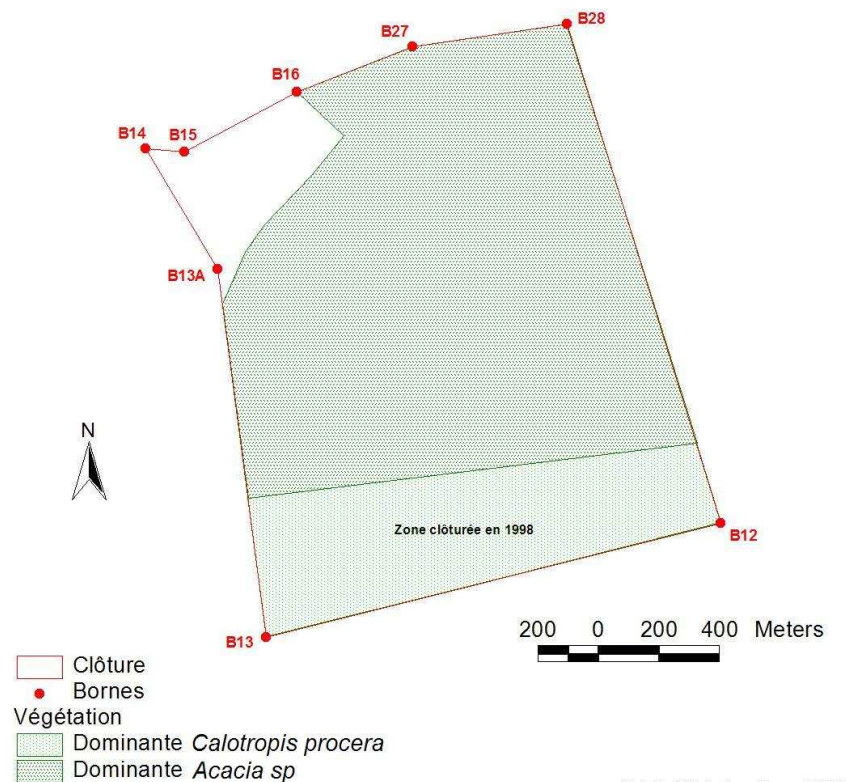 B28
B27
B16
B14 B15
B13A
N
Zone clôturée en 1998
B12
B13
200 0 200 400 Meters
Clôture
Bornes
Végétation
Dominante Calotropis procera
Dominante Acacia sp